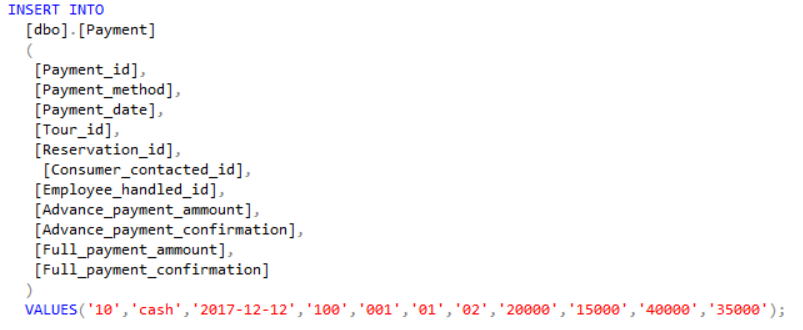 INSERT INTO
[dbo].[Payment]
(
[Payment_id],
[Payment_method],
[Payment_date],
[Tour_id],
[Reservation_id],
[Consumer_contacted_id],
[Employee_handled_id],
[Advance_payment_ammount],
[Advance_payment_confirmation],
[Full_payment_ammount],
[Full_payment_confirmation]
)
VALUES('10','cash','2017-12-12','100','001','01','02','20000','15000','40000','35000');